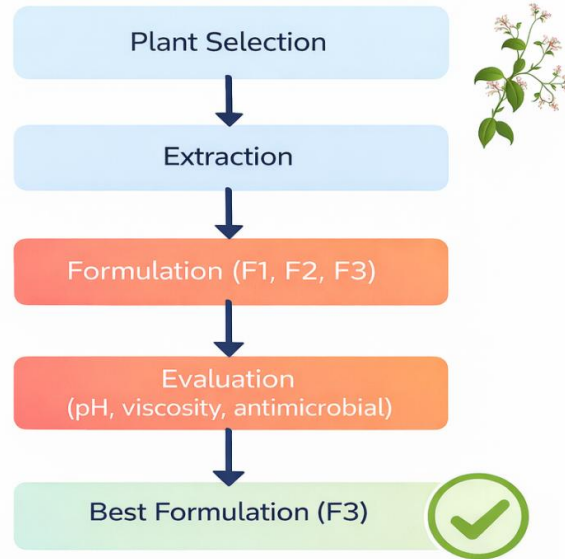 Plant Selection
Extraction
Formulation (F1, F2, F3)
Evaluation
(pH, viscosity, antimicrobial)
Best Formulation (F3)